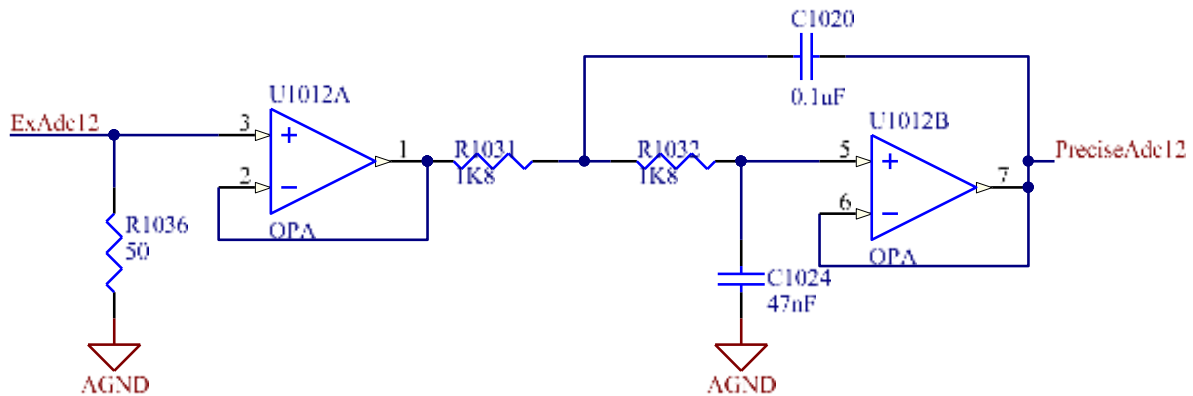 C1020
0.1uF
U1012A
U1012B
ExAdc12
3
1
2
R1031
1K8
R1032
1K8
5
7
6
PreciseAdc12
R1036
50
OPA
OPA
C1024
47nF
AGND
AGND